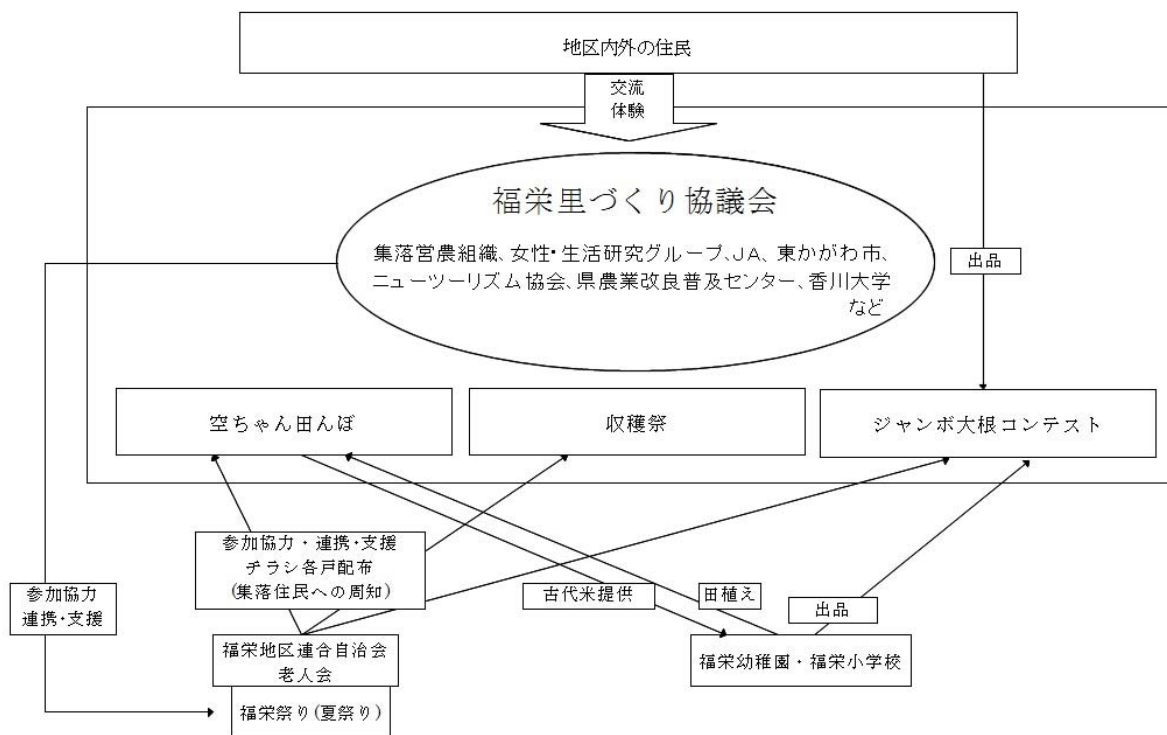 地区内外の住民
交流
体験
福栄里づくり協議会
集落営農組織、女性・生活研究グループ、JA、東かがわ市、
ニューツーリズム協会、県農業改良普及センター、香川大学
など
出品
空ちゃん田んぼ
収穫祭
ジャンボ大根コンテスト
参加協力・連携・支援
チラシ各戸配布
(集落住民への周知)
参加協力
連携・支援
古代米提供
田植え
出品
福栄地区連合自治会
老人会
福栄幼稚園・福栄小学校
福栄祭り(夏祭り)